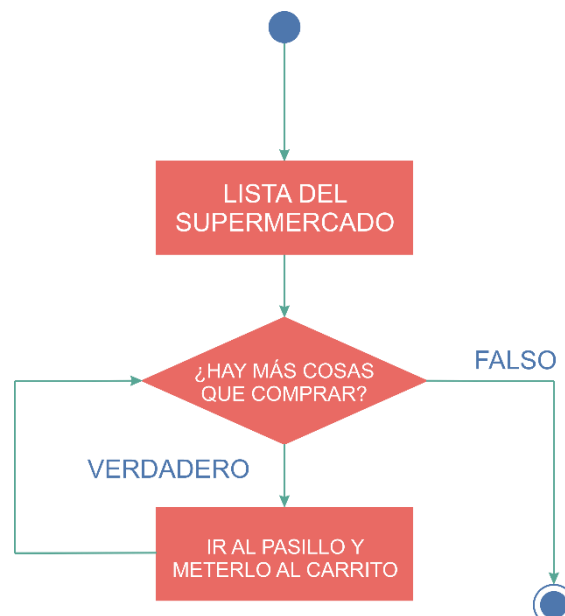 LISTA DEL
SUPERMERCADO
¿HAY MÁS COSAS
QUE COMPRAR?
FALSO
VERDADERO
IR AL PASILLO Y
METERLO AL CARRITO